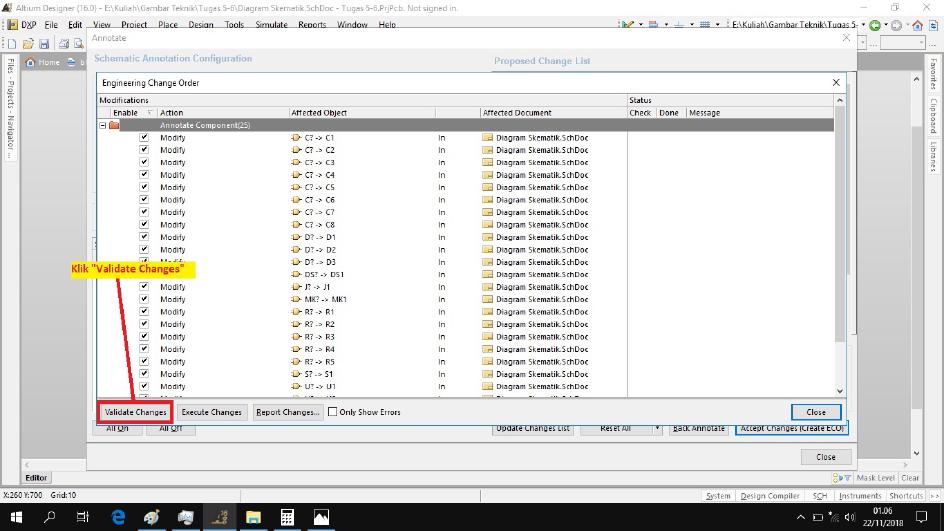 Altium Designer (16.0) - E:\Kuliah\Gambar Teknik\Tugas 5-6\Diagram Skematik.SchDoc - Tugas 5-6.PrjPcb. Not signed in.
DXP File Edit View Project Place Design Tools Simulate Reports Window Help E:\Kuliah\Gambar Teknik\Tugas 5-
Files - Projects - Navigator ...
Home
Annotate
Schematic Annotation Configuration
Proposed Change List
Favorites
Clipboard
Libraries
Engineering Change Order
Modifications Status
Enable Action Affected Object Affected Document Check Done Message
Annotate Component(25)
Modify C? -> C1 In Diagram Skematik.SchDoc
Modify C? -> C2 In Diagram Skematik.SchDoc
Modify C? -> C3 In Diagram Skematik.SchDoc
Modify C? -> C4 In Diagram Skematik.SchDoc
Modify C? -> C5 In Diagram Skematik.SchDoc
Modify C? -> C6 In Diagram Skematik.SchDoc
Modify C? -> C7 In Diagram Skematik.SchDoc
Modify C? -> C8 In Diagram Skematik.SchDoc
Modify D? -> D1 In Diagram Skematik.SchDoc
Modify D? -> D2 In Diagram Skematik.SchDoc
D? -> D3 In Diagram Skematik.SchDoc
Klik "Validate Changes"
DS? -> DS1 In Diagram Skematik.SchDoc
Modify J? -> J1 In Diagram Skematik.SchDoc
Modify MK? -> MK1 In Diagram Skematik.SchDoc
Modify R? -> R1 In Diagram Skematik.SchDoc
Modify R? -> R2 In Diagram Skematik.SchDoc
Modify R? -> R3 In Diagram Skematik.SchDoc
Modify R? -> R4 In Diagram Skematik.SchDoc
Modify R? -> R5 In Diagram Skematik.SchDoc
Modify S? -> S1 In Diagram Skematik.SchDoc
Modify U? -> U1 In Diagram Skematik.SchDoc
Validate Changes Execute Changes Report Changes... Only Show Errors Close
All On All Off Update Changes List Reset All Back Annotate Accept Changes (Create ECO)
Close
Editor Mask Level Clear
X:260 Y:700 Grid:10 System Design Compiler SCH Instruments Shortcuts >>
01.06
22/11/2018